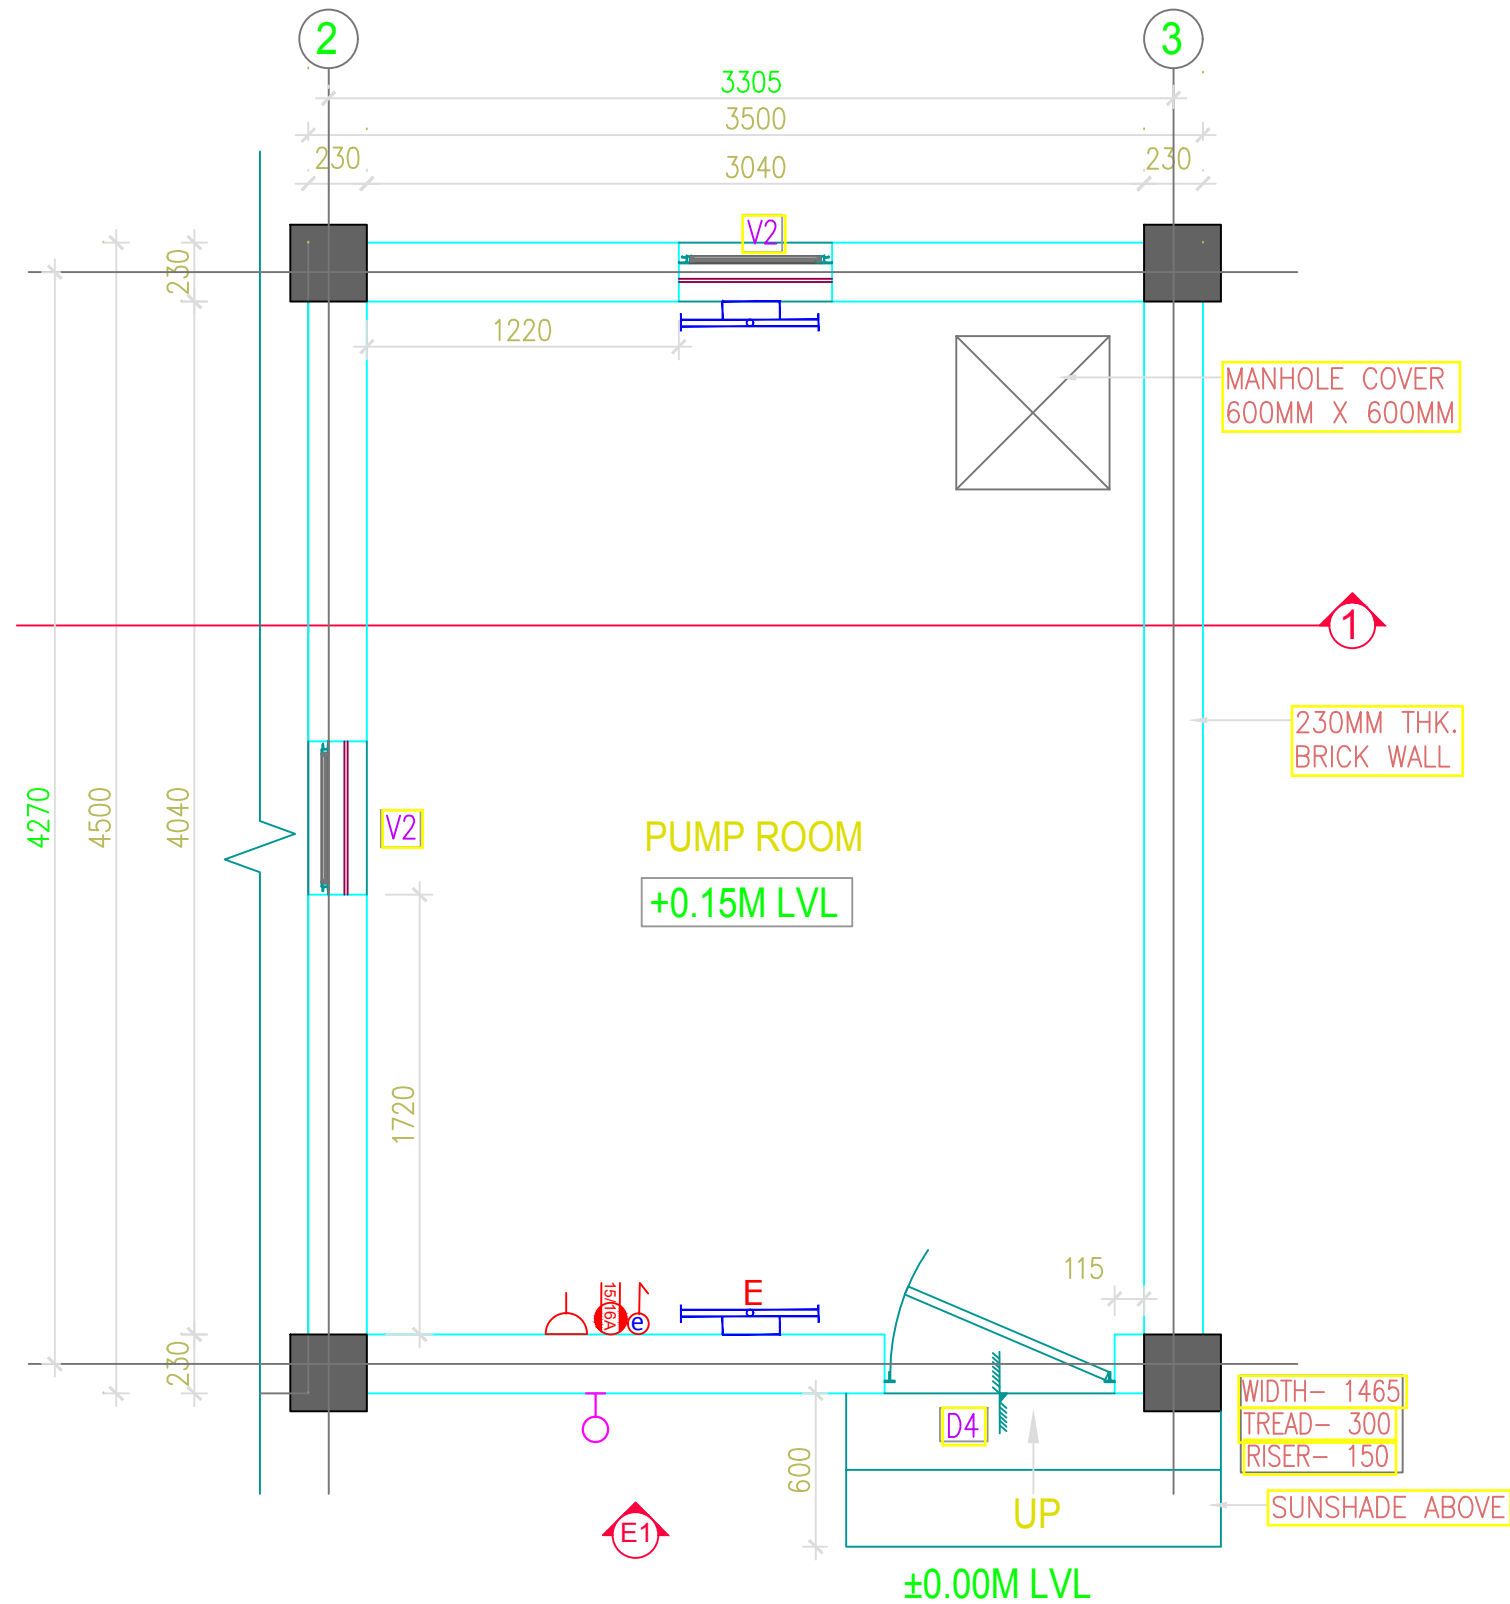 2
3
3305
3500
230
3040
230
V2
230
1220
MANHOLE COVER
600MM X 600MM
1
230MM THK.
BRICK WALL
4270
4500
4040
V2
PUMP ROOM
+0.15M LVL
1720
115
E
15/16A
e
230
WIDTH- 1465
TREAD- 300
RISER- 150
D4
600
SUNSHADE ABOVE
UP
E1
±0.00M LVL